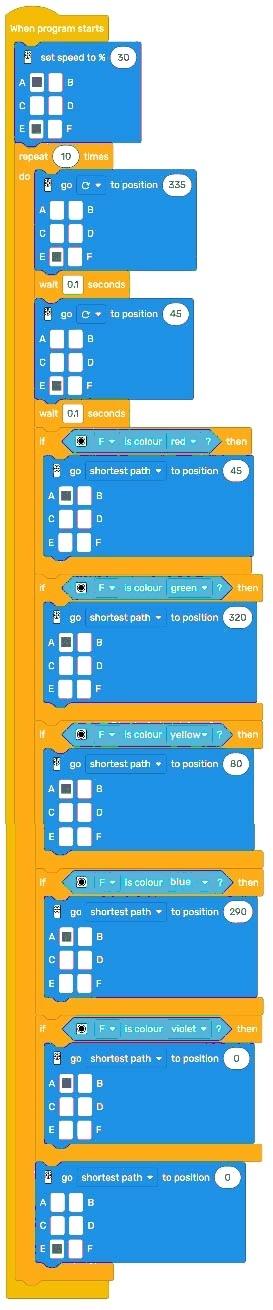 When program starts
set speed to % 30
A B
C D
E F
repeat 10 times
do
go to position 335
A B
C D
E F
wait 0.1 seconds
go to position 45
A B
C D
E F
wait 0.1 seconds
if F is colour red ? then
go shortest path to position 45
A B
C D
E F
if F is colour green ? then
go shortest path to position 320
A B
C D
E F
if F is colour yellow ? then
go shortest path to position 80
A B
C D
E F
if F is colour blue ? then
go shortest path to position 290
A B
C D
E F
if F is colour violet ? then
go shortest path to position 0
A B
C D
E F
go shortest path to position 0
A B
C D
E F